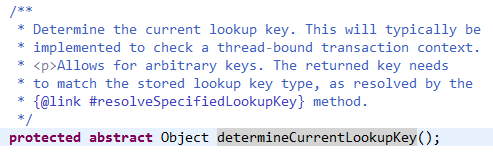 /**
* Determine the current lookup key. This will typically be
* implemented to check a thread-bound transaction context.
* <p>Allows for arbitrary keys. The returned key needs
* to match the stored lookup key type, as resolved by the
* {@link #resolveSpecifiedLookupKey} method.
*/
protected abstract Object determineCurrentLookupKey();